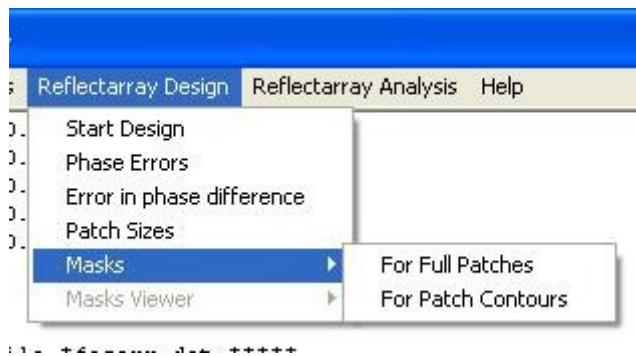 Reflectarray Design Reflectarray Analysis Help
Start Design
Phase Errors
Error in phase difference
Patch Sizes
Masks
For Full Patches
Masks Viewer
For Patch Contours